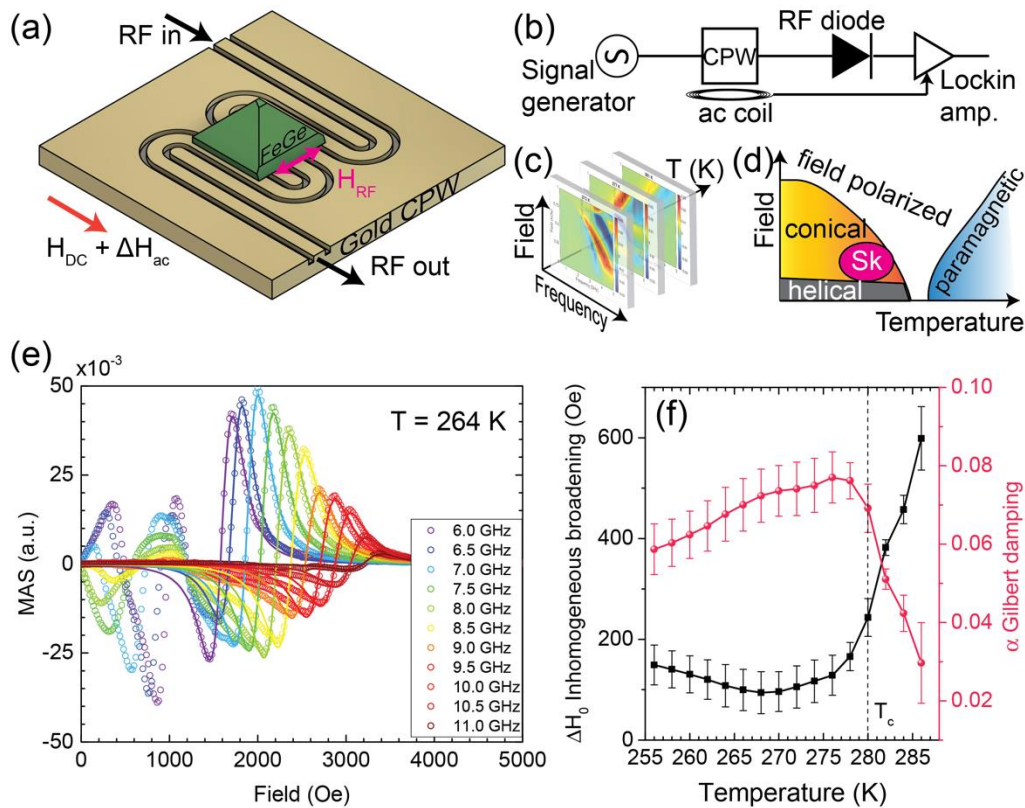 (a)
RF in
FeGe
H_RF
Gold CPW
H_DC + ΔH_ac
RF out
(b)
RF diode
CPW
Signal
generator
ac coil
Lockin
amp.
(c)
T (K)
Field
Frequency
(d)
field polarized
conical
Sk
helical
paramagnetic
Field
Temperature
(e)
x10^-3
50
25
0
-25
-50
MAS (a.u.)
T = 264 K
6.0 GHz
6.5 GHz
7.0 GHz
7.5 GHz
8.0 GHz
8.5 GHz
9.0 GHz
9.5 GHz
10.0 GHz
10.5 GHz
11.0 GHz
0 1000 2000 3000 4000 5000
Field (Oe)
(f)
600
400
200
0
ΔH_0 Inhomogeneous broadening (Oe)
0.10
0.08
0.06
0.04
0.02
α Gilbert damping
T_c
255 260 265 270 275 280 285
Temperature (K)